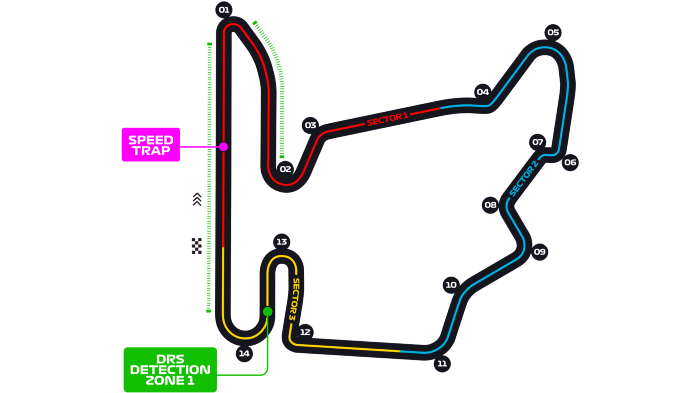 01
05
04
SPEED
TRAP
03
SECTOR 1
07
06
02
SECTOR 2
08
13
09
10
SECTOR 3
12
14
11
DRS
DETECTION
ZONE 1